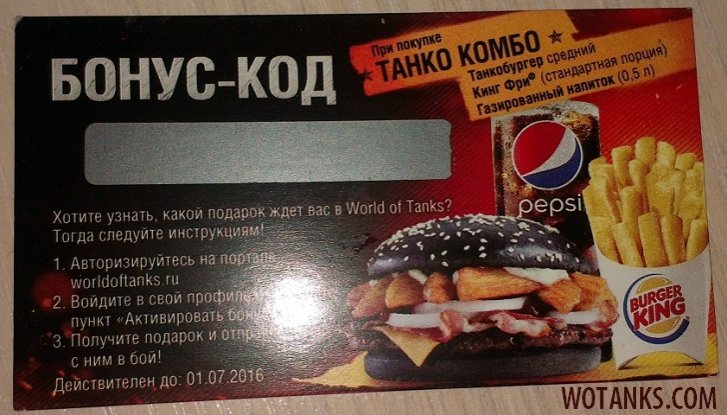 БОНУС-КОД
При покупке
ТАНКО КОМБО
Танкобургер средний
Кинг Фри® (стандартная порция)
Газированный напиток (0,5 л)
pepsi
Хотите узнать, какой подарок ждет вас в World of Tanks?
Тогда следуйте инструкциям!
1. Авторизируйтесь на портале
worldoftanks.ru
2. Войдите в свой профиль
пункт «Активировать
3. Получите подарок и
с ним в бой!
Действителен до: 01.07.2016
BURGER
KING
WOTANKS.COM